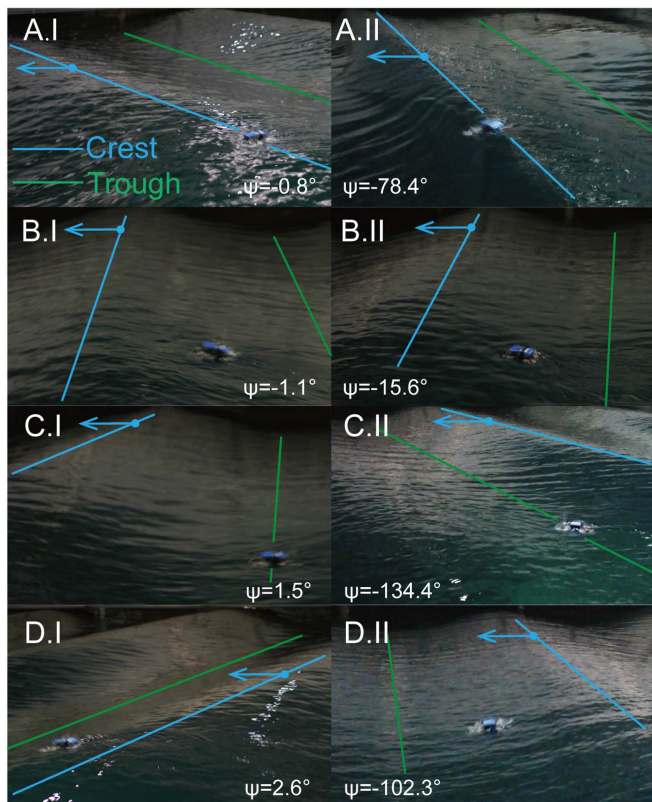 A.I
A.II
Crest
Trough
ψ=-0.8°
ψ=-78.4°
B.I
B.II
ψ=-1.1°
ψ=-15.6°
C.I
C.II
ψ=1.5°
ψ=-134.4°
D.I
D.II
ψ=2.6°
ψ=-102.3°